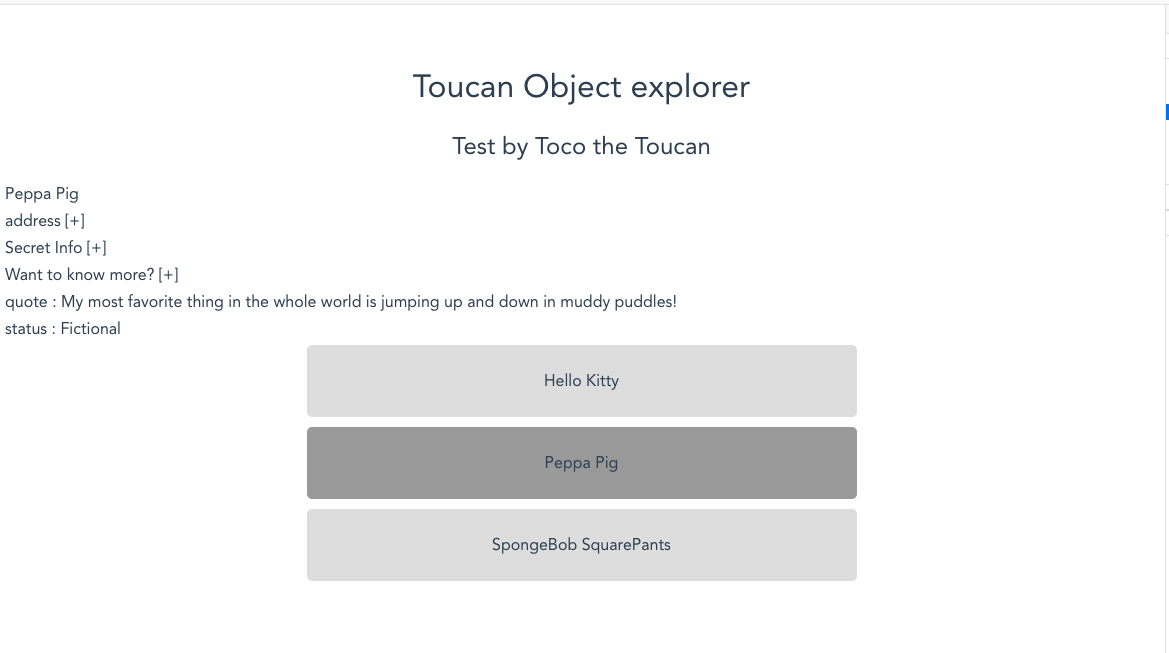 Toucan Object explorer
Test by Toco the Toucan
Peppa Pig
address [+]
Secret Info [+]
Want to know more? [+]
quote : My most favorite thing in the whole world is jumping up and down in muddy puddles!
status : Fictional
Hello Kitty
Peppa Pig
SpongeBob SquarePants